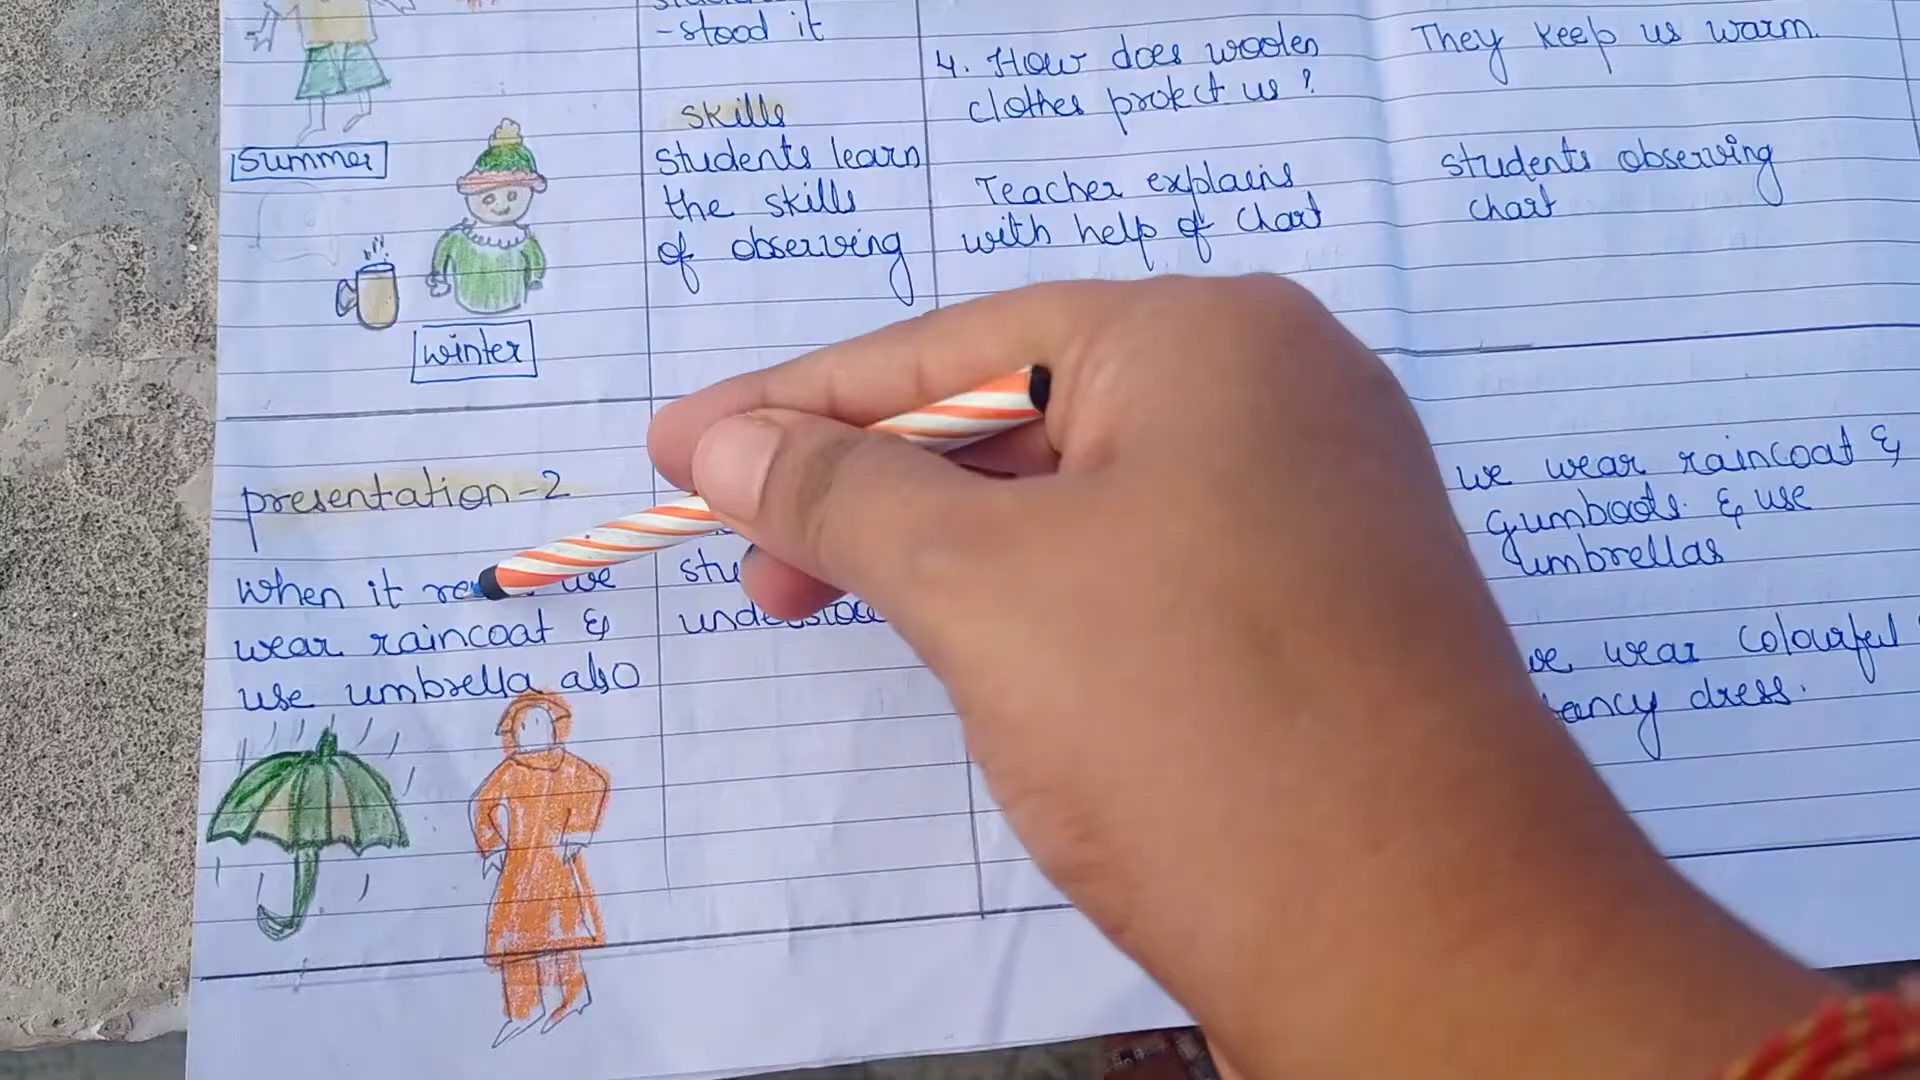 -stood it
4. How does woolen
clothes protect us?
They keep us warm.
Summer
skills
students learn
the skills
of observing
Teacher explains
with help of chart
students observing
chart
winter
presentation-2
When it we
wear raincoat &
use umbrella also
we wear raincoat &
gumboots. & use
umbrellas
we wear colourful
fancy dress.